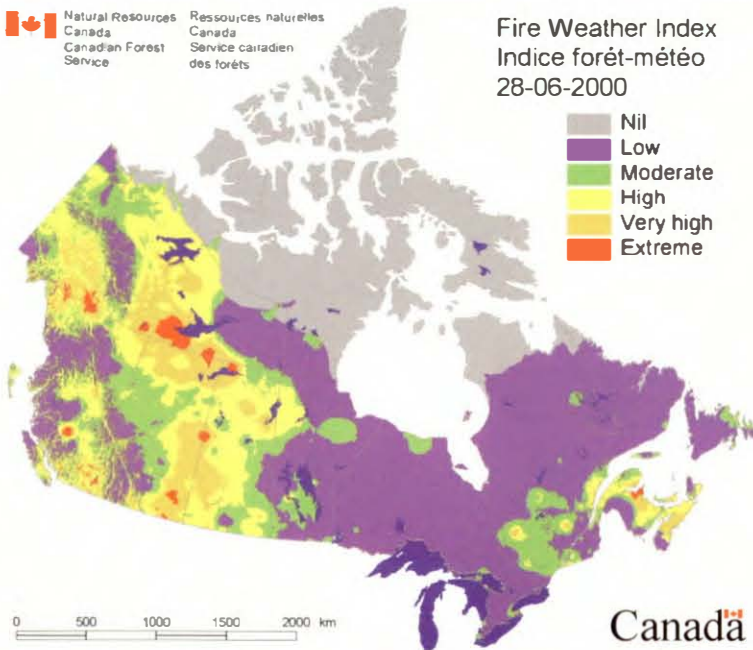 Natural Resources
Canada
Canadian Forest
Service
Ressources naturelles
Canada
Service canadien
des forêts
Fire Weather Index
Indice forét-météo
28-06-2000
Nil
Low
Moderate
High
Very high
Extreme
0 500 1000 1500 2000 km
Canada